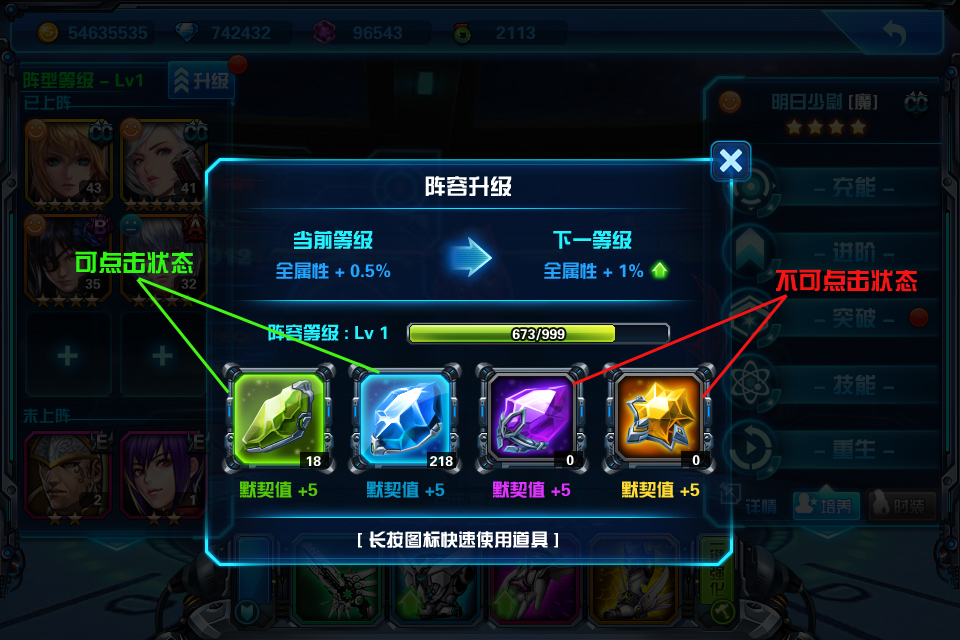 54635535 742432 96543 2113
阵型等级 - Lv1 升级
已上阵
明日少尉 [魔]
CC CC CC
43 41
- 充能 -
阵容升级
B A
当前等级 下一等级
全属性 + 0.5% 全属性 + 1%
- 进阶 -
可点击状态 不可点击状态
35 32
- 突破 -
阵容等级 : Lv 1 673/999
- 技能 -
未上阵
E E
- 重生 -
18 218 0 0
默契值 +5 默契值 +5 默契值 +5 默契值 +5
2 1
详情 培养 时装
[ 长按图标快速使用道具 ]